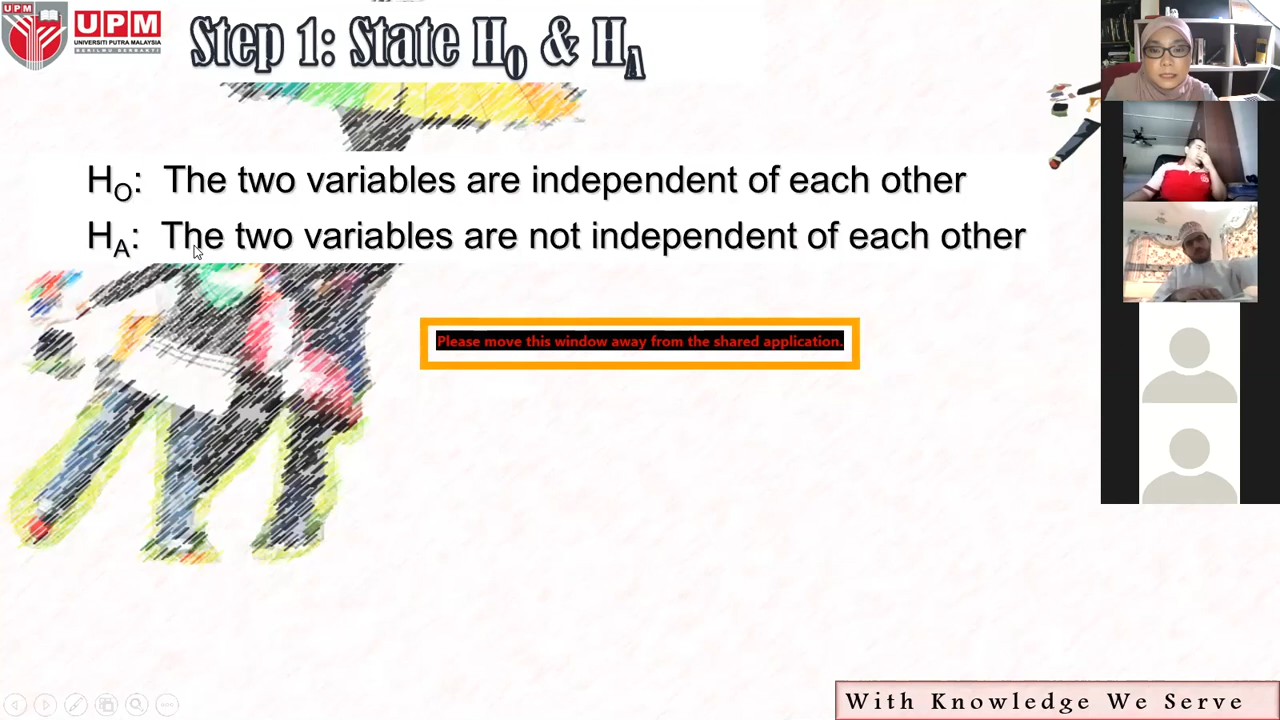 UPM
UPM
UNIVERSITI PUTRA MALAYSIA
BERILMU BERBAKTI
Step 1: State HO & HA
HO: The two variables are independent of each other
HA: The two variables are not independent of each other
Please move this window away from the shared application.
With Knowledge We Serve